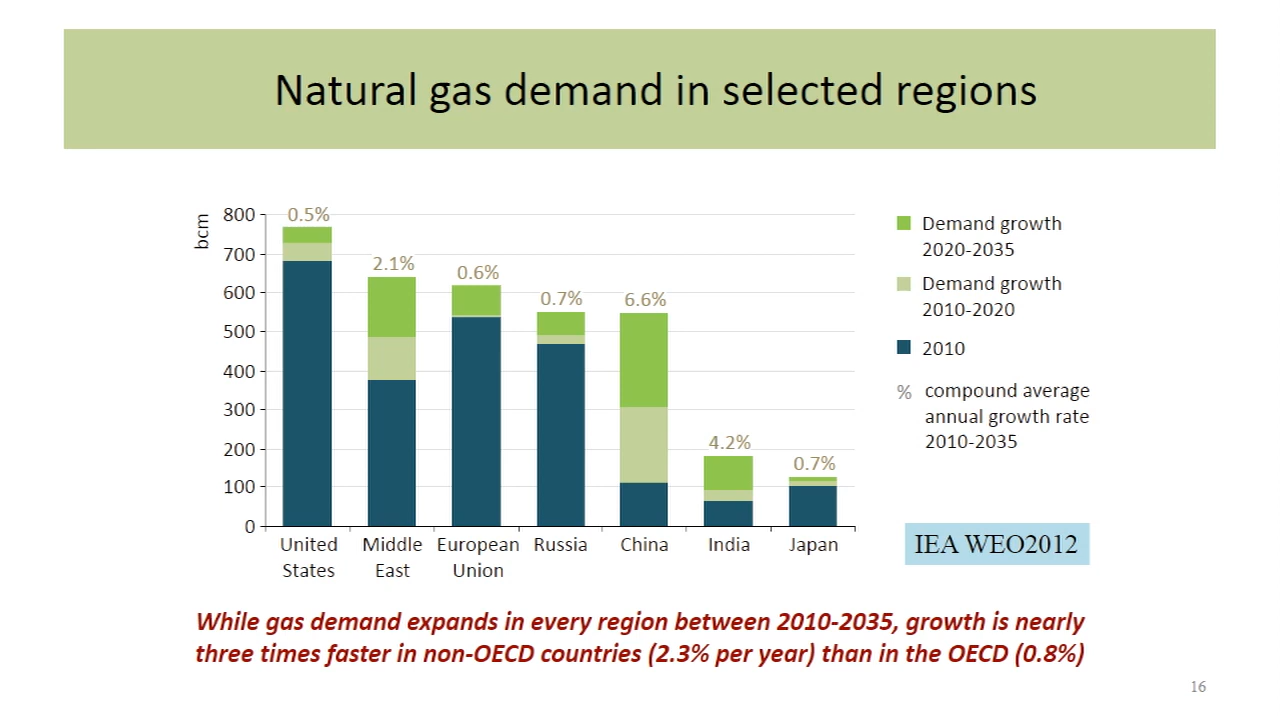 Natural gas demand in selected regions
bcm
800
700
600
500
400
300
200
100
0
0.5%
2.1%
0.6%
0.7%
6.6%
4.2%
0.7%
United States
Middle East
European Union
Russia
China
India
Japan
Demand growth
2020-2035
Demand growth
2010-2020
2010
% compound average
annual growth rate
2010-2035
IEA WEO2012
While gas demand expands in every region between 2010-2035, growth is nearly
three times faster in non-OECD countries (2.3% per year) than in the OECD (0.8%)
16